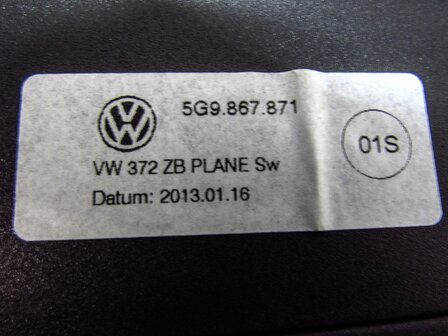 5G9.867.871
VW 372 ZB PLANE Sw
01S
Datum: 2013.01.16